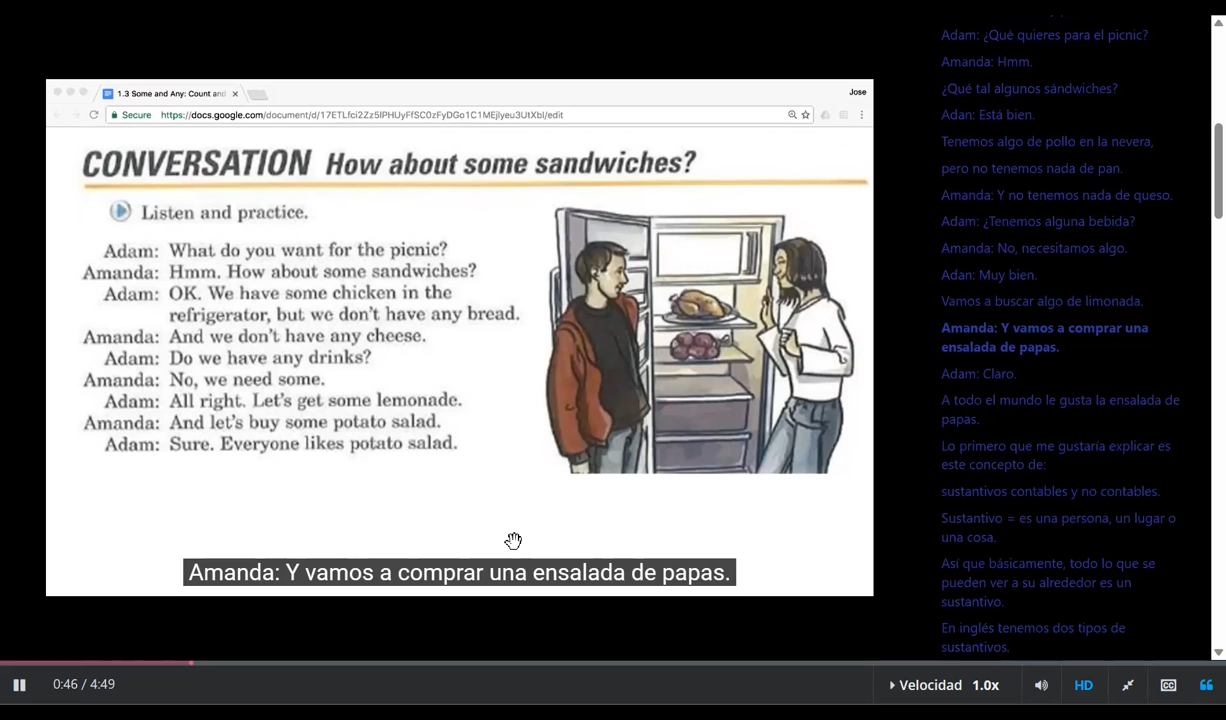 1.3 Some and Any: Count and
Jose
Secure https://docs.google.com/document/d/17ETLfci2Zz5IPHUyFfSC0zFyDGo1C1MEjlyeu3UtXbI/edit
CONVERSATION How about some sandwiches?
Listen and practice.
Adam: What do you want for the picnic?
Amanda: Hmm. How about some sandwiches?
Adam: OK. We have some chicken in the
refrigerator, but we don't have any bread.
Amanda: And we don't have any cheese.
Adam: Do we have any drinks?
Amanda: No, we need some.
Adam: All right. Let's get some lemonade.
Amanda: And let's buy some potato salad.
Adam: Sure. Everyone likes potato salad.
Amanda: Y vamos a comprar una ensalada de papas.
Adam: ¿Qué quieres para el picnic?
Amanda: Hmm.
¿Qué tal algunos sándwiches?
Adan: Está bien.
Tenemos algo de pollo en la nevera,
pero no tenemos nada de pan.
Amanda: Y no tenemos nada de queso.
Adam: ¿Tenemos alguna bebida?
Amanda: No, necesitamos algo.
Adan: Muy bien.
Vamos a buscar algo de limonada.
Amanda: Y vamos a comprar una
ensalada de papas.
Adam: Claro.
A todo el mundo le gusta la ensalada de
papas.
Lo primero que me gustaría explicar es
este concepto de:
sustantivos contables y no contables.
Sustantivo = es una persona, un lugar o
una cosa.
Así que básicamente, todo lo que se
pueden ver a su alrededor es un
sustantivo.
En inglés tenemos dos tipos de
sustantivos.
0:46 / 4:49
Velocidad 1.0x
HD
CC